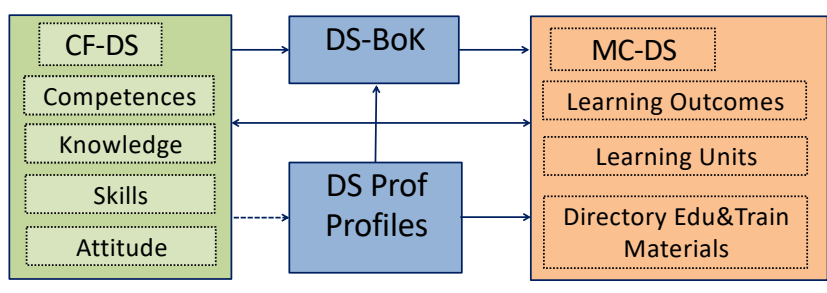 CF-DS
Competences
Knowledge
Skills
Attitude
DS-BoK
DS Prof
Profiles
MC-DS
Learning Outcomes
Learning Units
Directory Edu&Train
Materials